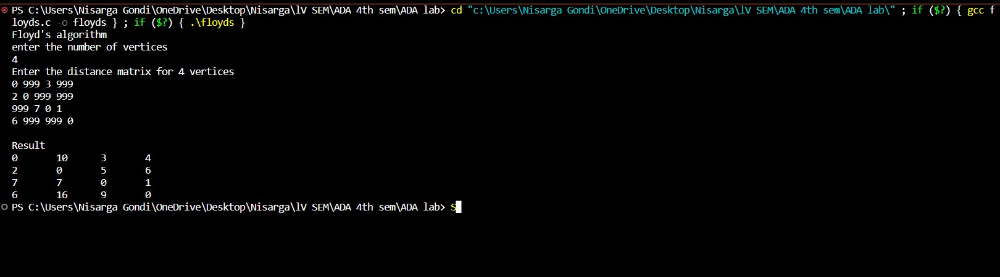 PS C:\Users\Nisarga Gondi\OneDrive\Desktop\Nisarga\lV SEM\ADA 4th sem\ADA lab> cd "c:\Users\Nisarga Gondi\OneDrive\Desktop\Nisarga\lV SEM\ADA 4th sem\ADA lab\" ; if ($?) { gcc f
loyds.c -o floyds } ; if ($?) { .\floyds }
Floyd's algorithm
enter the number of vertices
4
Enter the distance matrix for 4 vertices
0 999 3 999
2 0 999 999
999 7 0 1
6 999 999 0
Result
0 10 3 4
2 0 5 6
7 7 0 1
6 16 9 0
PS C:\Users\Nisarga Gondi\OneDrive\Desktop\Nisarga\lV SEM\ADA 4th sem\ADA lab> S